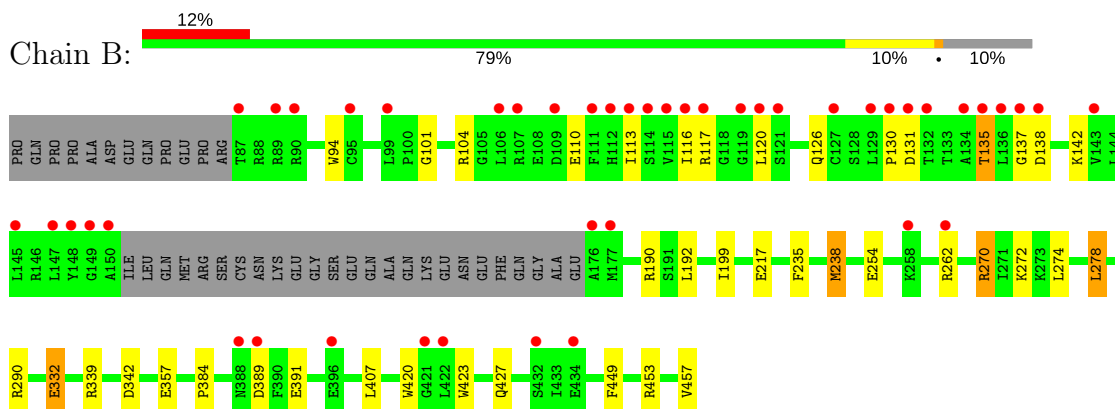 12%
Chain B:
79% 10% • 10%
PRO GLN PRO PRO ALA ASP GLU GLN PRO GLU PRO ARG T87 R88 R89 R90 W94 C95 L99 P100 G101 R104 G105 L106 R107 E108 D109 E110 F111 H112 I113 S114 V115 I116 R117 G118 G119 L120 S121 Q126 C127 S128 L129 P130 D131 T132 T133 A134 T135 L136 G137 D138 K142 V143 L144
L145 R146 L147 Y148 G149 A150 ILE LEU GLN MET ARG SER CYS ASN LYS GLU GLY SER GLU GLN ALA GLN LYS GLU ASN GLU PHE GLN GLY ALA GLU A176 M177 R190 S191 L192 I199 E217 F235 M238 E254 K258 R262 R270 I271 K272 K273 L274 L278
R290 E332 R339 D342 E357 P384 N388 D389 F390 E391 E396 L407 W420 G421 L422 W423 Q427 S432 I433 E434 F449 R453 V457